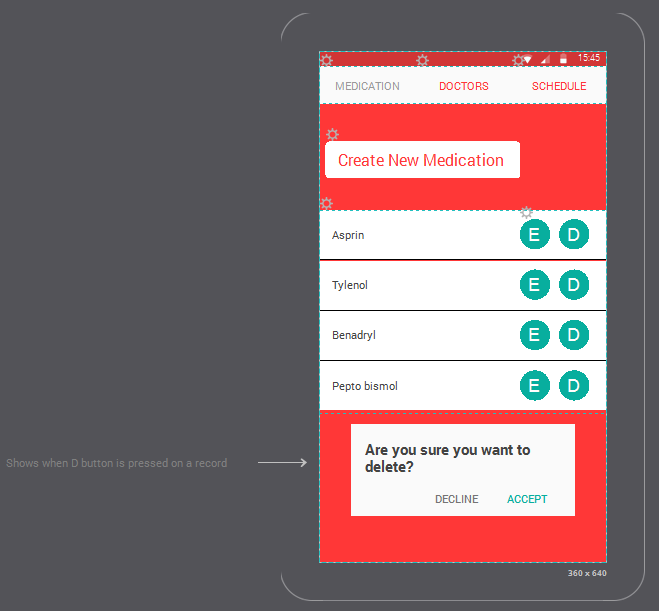 15:45
MEDICATION DOCTORS SCHEDULE
Create New Medication
Asprin E D
Tylenol E D
Benadryl E D
Pepto bismol E D
Shows when D button is pressed on a record
Are you sure you want to
delete?
DECLINE ACCEPT
360 x 640